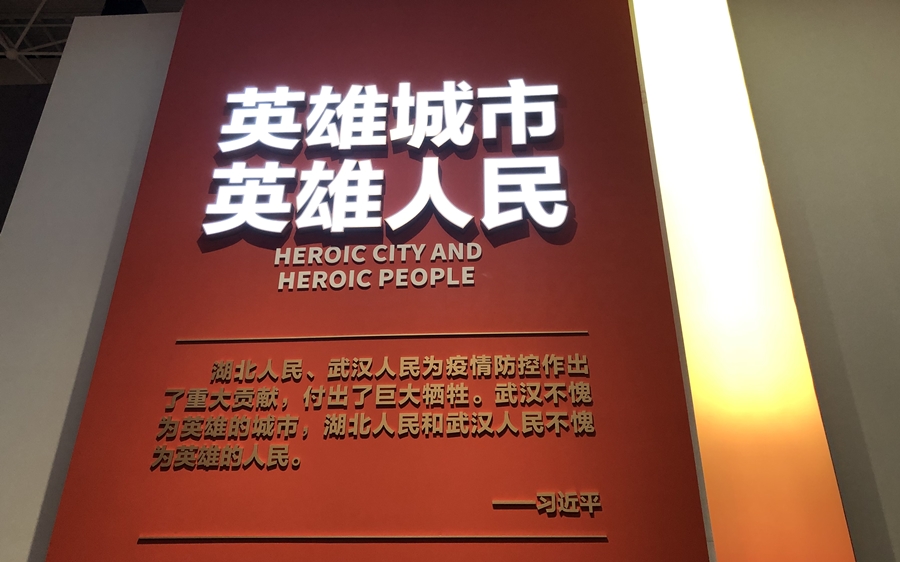 英雄城市
英雄人民
HEROIC CITY AND
HEROIC PEOPLE
湖北人民、武汉人民为疫情防控作出
了重大贡献，付出了巨大牺牲。武汉不愧
为英雄的城市，湖北人民和武汉人民不愧
为英雄的人民。
——习近平